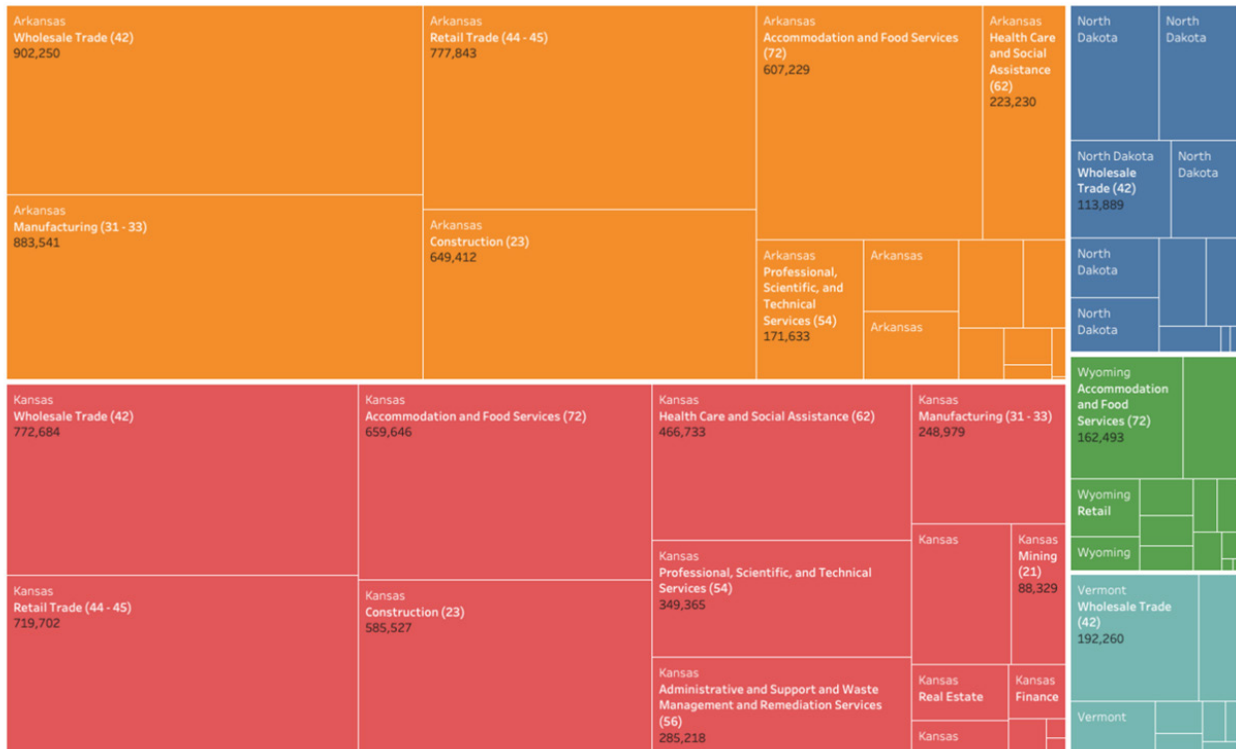 Arkansas
Wholesale Trade (42)
902,250
Arkansas
Manufacturing (31 - 33)
883,541
Arkansas
Retail Trade (44 - 45)
777,843
Arkansas
Construction (23)
649,412
Arkansas
Accommodation and Food Services
(72)
607,229
Arkansas
Health Care
and Social
Assistance
(62)
223,230
Arkansas
Professional,
Scientific, and
Technical
Services (54)
171,633
Arkansas
Arkansas
Kansas
Wholesale Trade (42)
772,684
Kansas
Retail Trade (44 - 45)
719,702
Kansas
Accommodation and Food Services (72)
659,646
Kansas
Construction (23)
585,527
Kansas
Health Care and Social Assistance (62)
466,733
Kansas
Professional, Scientific, and Technical
Services (54)
349,365
Kansas
Administrative and Support and Waste
Management and Remediation Services
(56)
285,218
Kansas
Manufacturing (31 - 33)
248,979
Kansas
Kansas
Mining
(21)
88,329
Kansas
Real Estate
Kansas
Finance
Kansas
North
Dakota
North
Dakota
North Dakota
Wholesale
Trade (42)
113,889
North
Dakota
North
Dakota
North
Dakota
Wyoming
Accommodation
and Food
Services (72)
162,493
Wyoming
Retail
Wyoming
Vermont
Wholesale Trade
(42)
192,260
Vermont